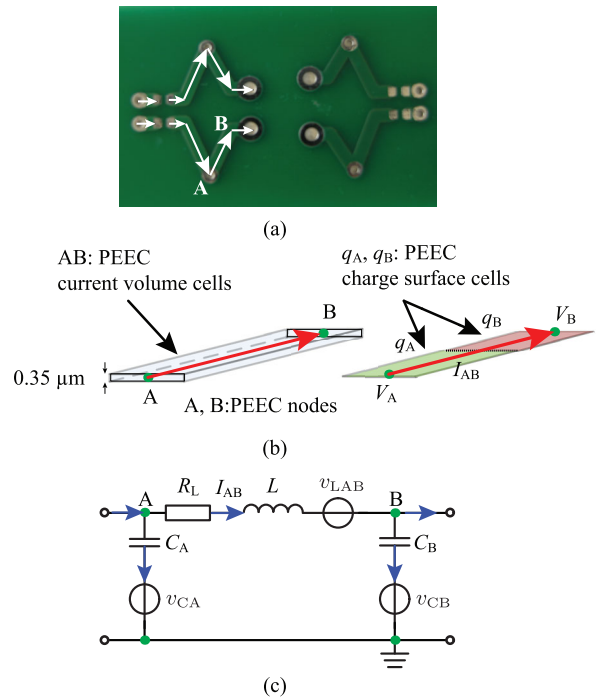 B
A
(a)
AB: PEEC
current volume cells
qA, qB: PEEC
charge surface cells
B
VB
qB
qA
0.35 µm
A
IAB
VA
A, B:PEEC nodes
(b)
A
RL
IAB
L
vLAB
B
CA
CB
vCA
vCB
(c)